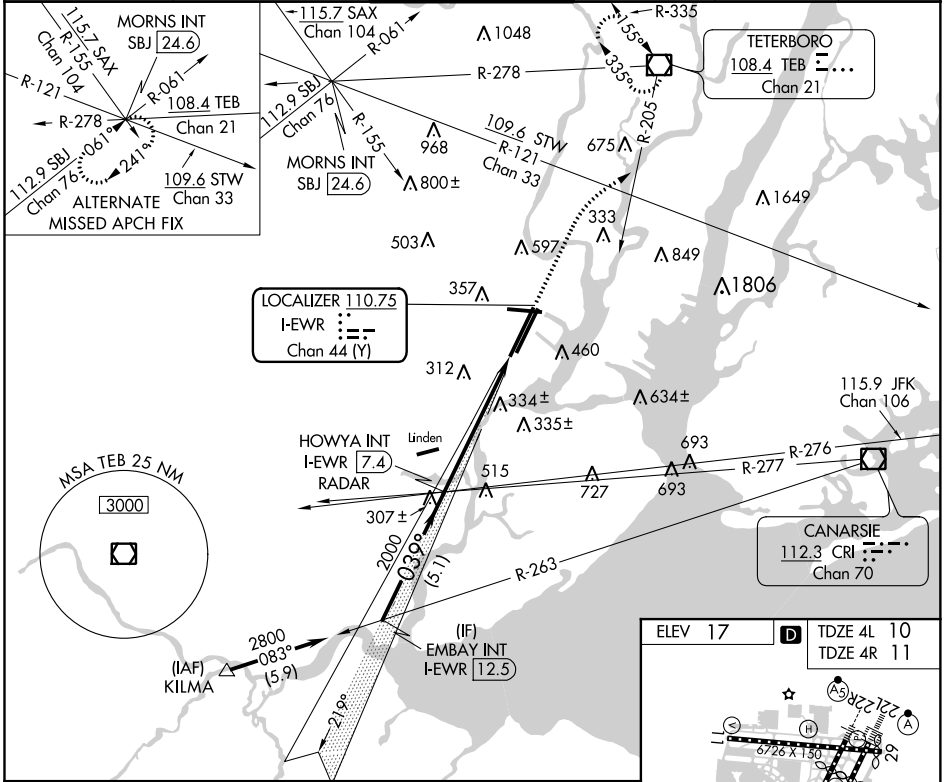 MORNS INT
SBJ 24.6
115.7 SAX
R-155
Chan 104
R-061
R-121
108.4 TEB
Chan 21
R-278
112.9 SBJ
Chan 76
061°
241°
109.6 STW
Chan 33
ALTERNATE
MISSED APCH FIX
115.7 SAX
Chan 104
R-061
1048
R-278
112.9 SBJ
Chan 76
R-155
MORNS INT
SBJ 24.6
968
800±
109.6 STW
R-121
Chan 33
R-335
155°
335°
R-205
TETERBORO
108.4 TEB
Chan 21
675
1649
503
597
333
849
1806
357
LOCALIZER 110.75
I-EWR
Chan 44 (Y)
460
312
334±
634±
335±
115.9 JFK
Chan 106
HOWYA INT
I-EWR 7.4
RADAR
Linden
515
727
693
693
R-276
R-277
307±
MSA TEB 25 NM
3000
2000
039°
(5.1)
R-263
CANARSIE
112.3 CRI
Chan 70
(IAF)
KILMA
2800
083°
(5.9)
(IF)
EMBAY INT
I-EWR 12.5
219°
ELEV 17
D
TDZE 4L 10
TDZE 4R 11
A5
22R
22L
A
V
H
P
11
6726 X 150
29